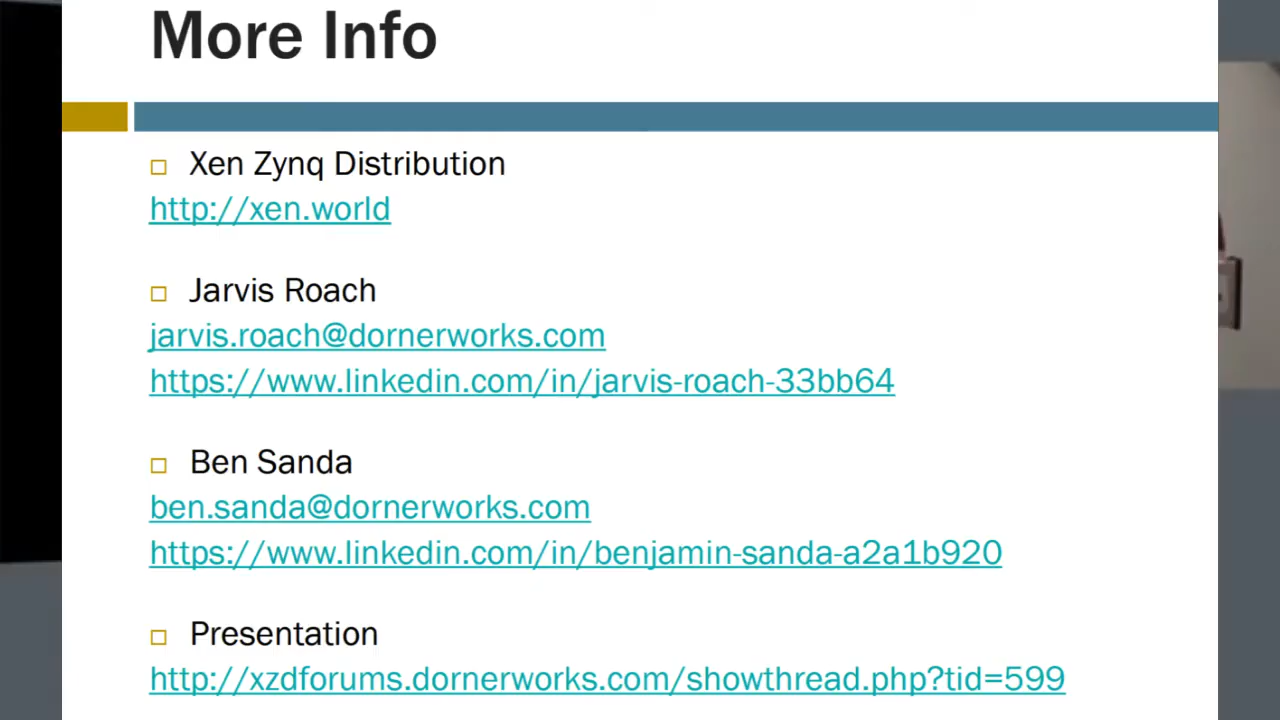 More Info
Xen Zynq Distribution
http://xen.world
Jarvis Roach
jarvis.roach@dornerworks.com
https://www.linkedin.com/in/jarvis-roach-33bb64
Ben Sanda
ben.sanda@dornerworks.com
https://www.linkedin.com/in/benjamin-sanda-a2a1b920
Presentation
http://xzdforums.dornerworks.com/showthread.php?tid=599